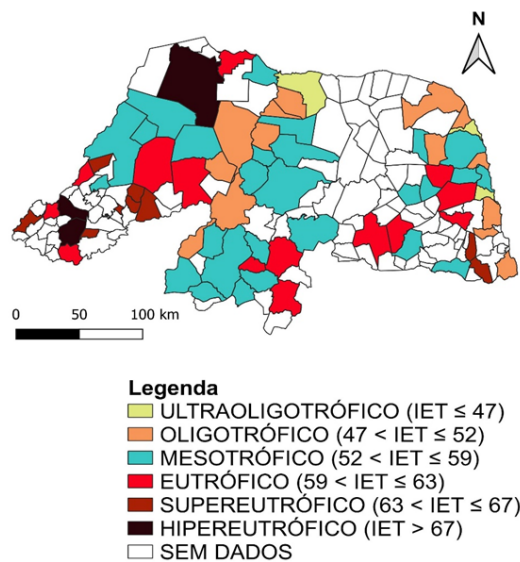 N
0 50 100 km
Legenda
ULTRAOLIGOTRÓFICO (IET ≤ 47)
OLIGOTRÓFICO (47 < IET ≤ 52)
MESOTRÓFICO (52 < IET ≤ 59)
EUTRÓFICO (59 < IET ≤ 63)
SUPEREUTRÓFICO (63 < IET ≤ 67)
HIPEREUTRÓFICO (IET > 67)
SEM DADOS